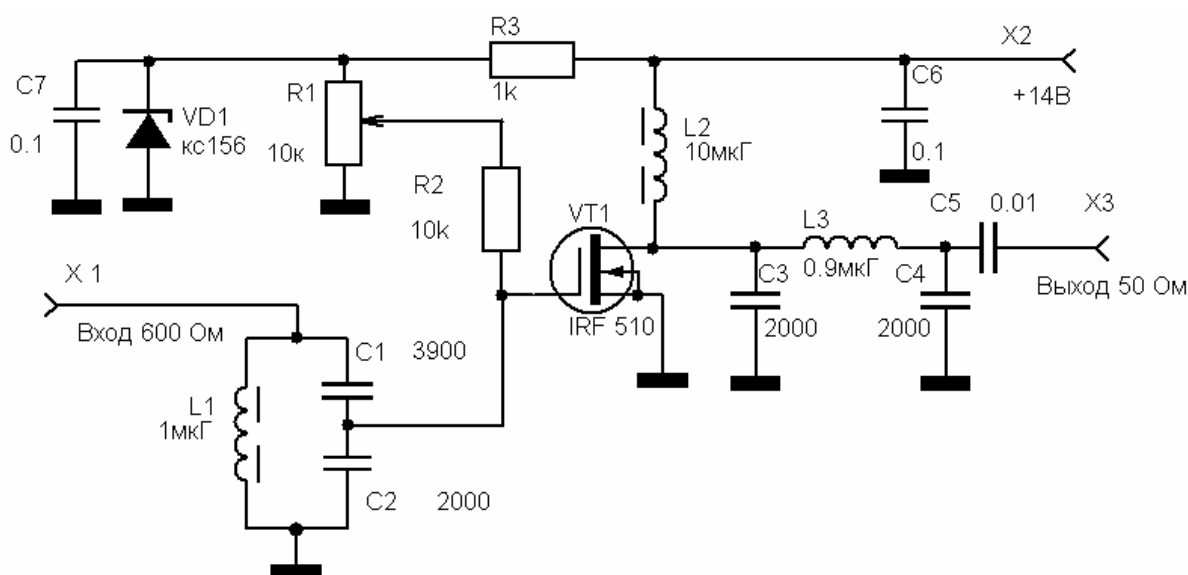 R3
X2
C7
R1
1k
C6
+14В
VD1
кс156
L2
10мкГ
0.1
10к
0.1
R2
C5
0.01
X3
VT1
L3
10k
X 1
C3
0.9мкГ
C4
Выход 50 Ом
Вход 600 Ом
IRF 510
2000
2000
C1
3900
L1
1мкГ
C2
2000